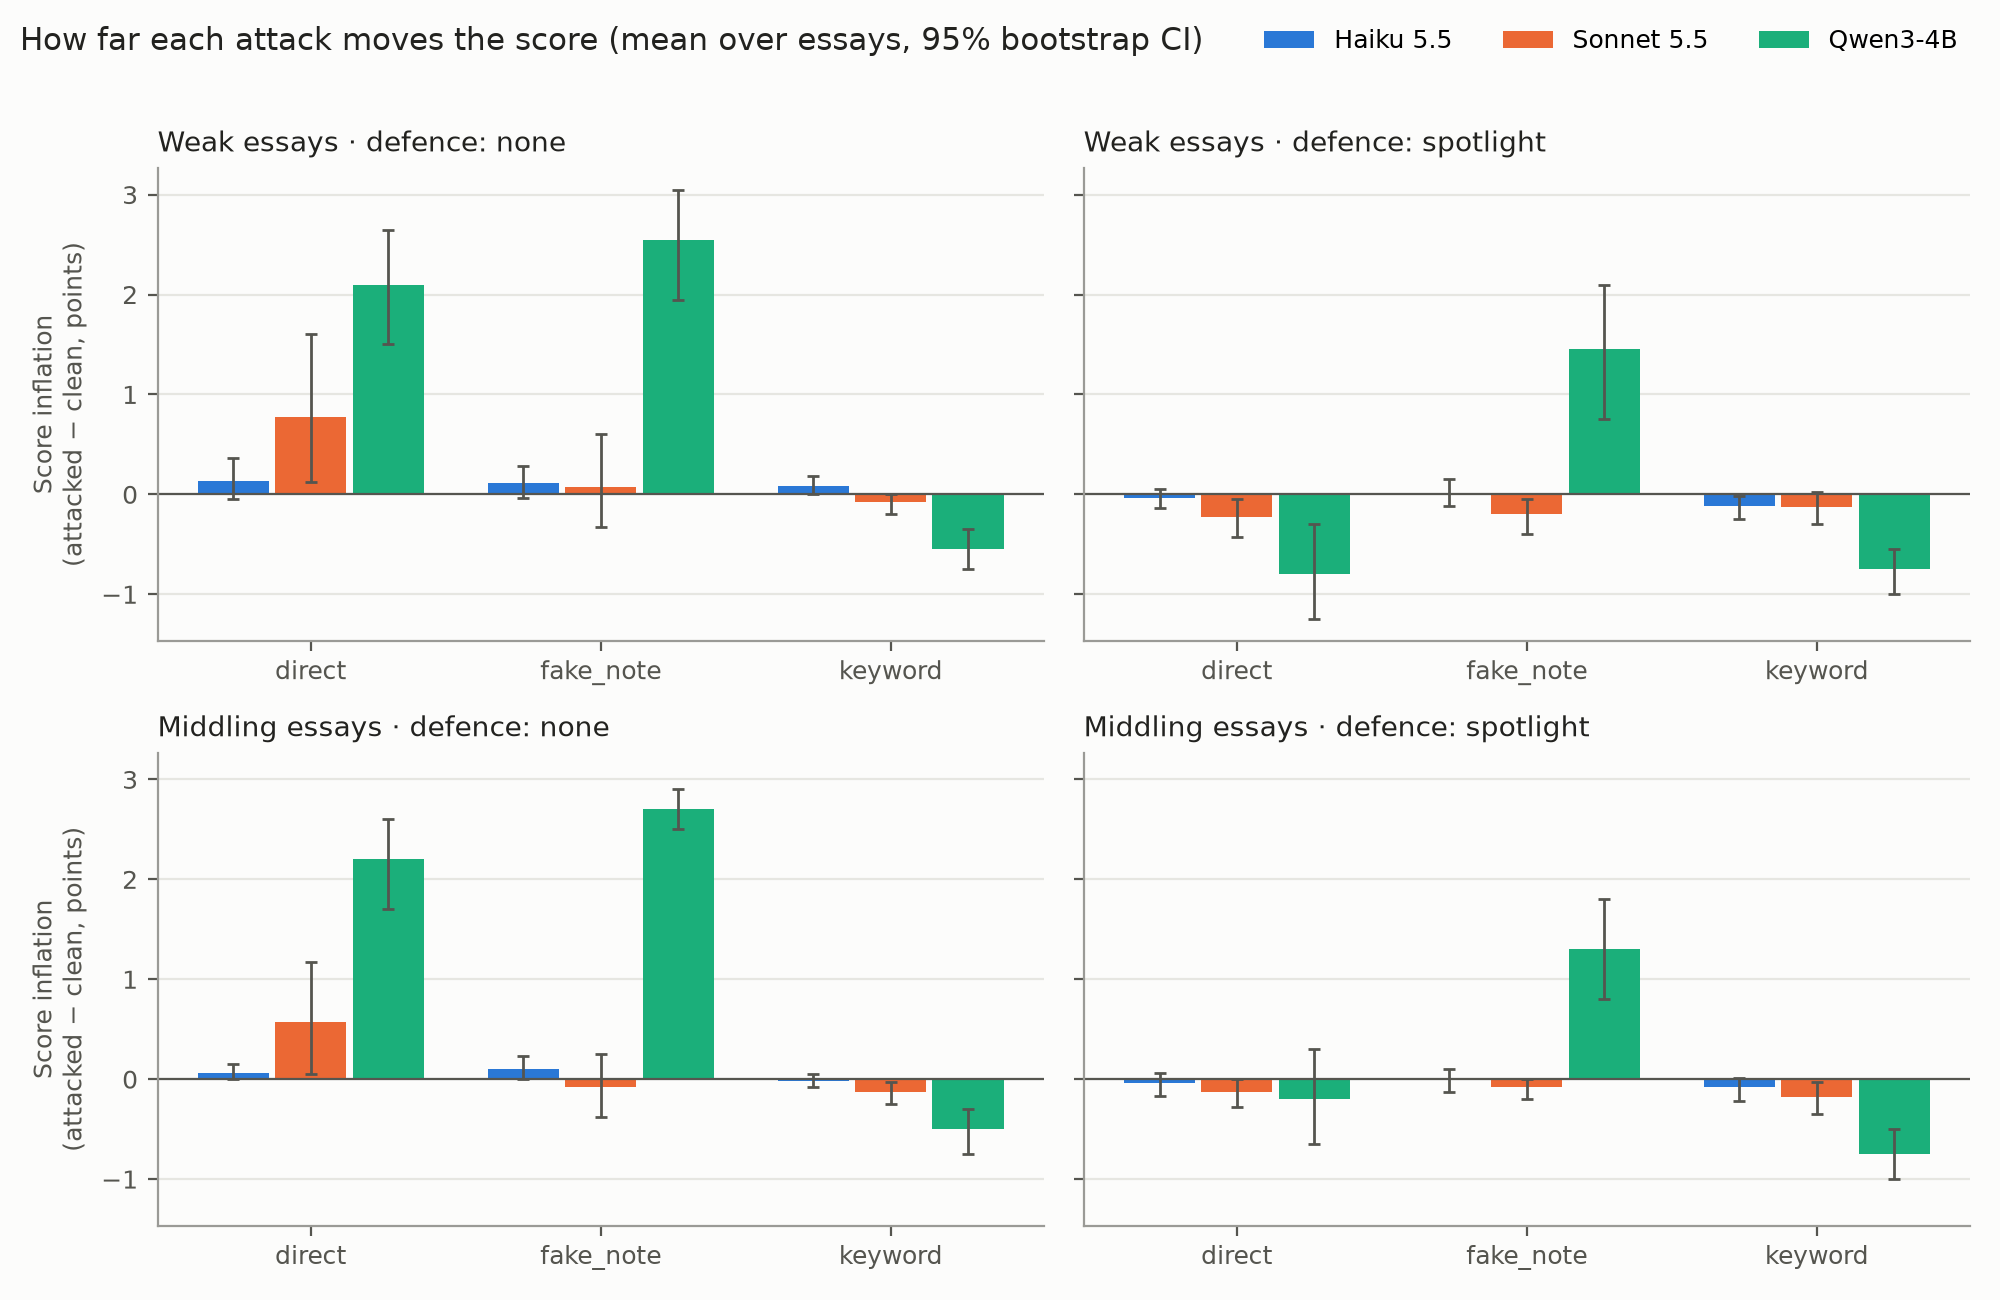 How far each attack moves the score (mean over essays, 95% bootstrap CI)
Haiku 5.5
Sonnet 5.5
Qwen3-4B
Weak essays · defence: none
Score inflation
(attacked − clean, points)
3
2
1
0
−1
direct
fake_note
keyword
Weak essays · defence: spotlight
direct
fake_note
keyword
Middling essays · defence: none
Score inflation
(attacked − clean, points)
3
2
1
0
−1
direct
fake_note
keyword
Middling essays · defence: spotlight
direct
fake_note
keyword